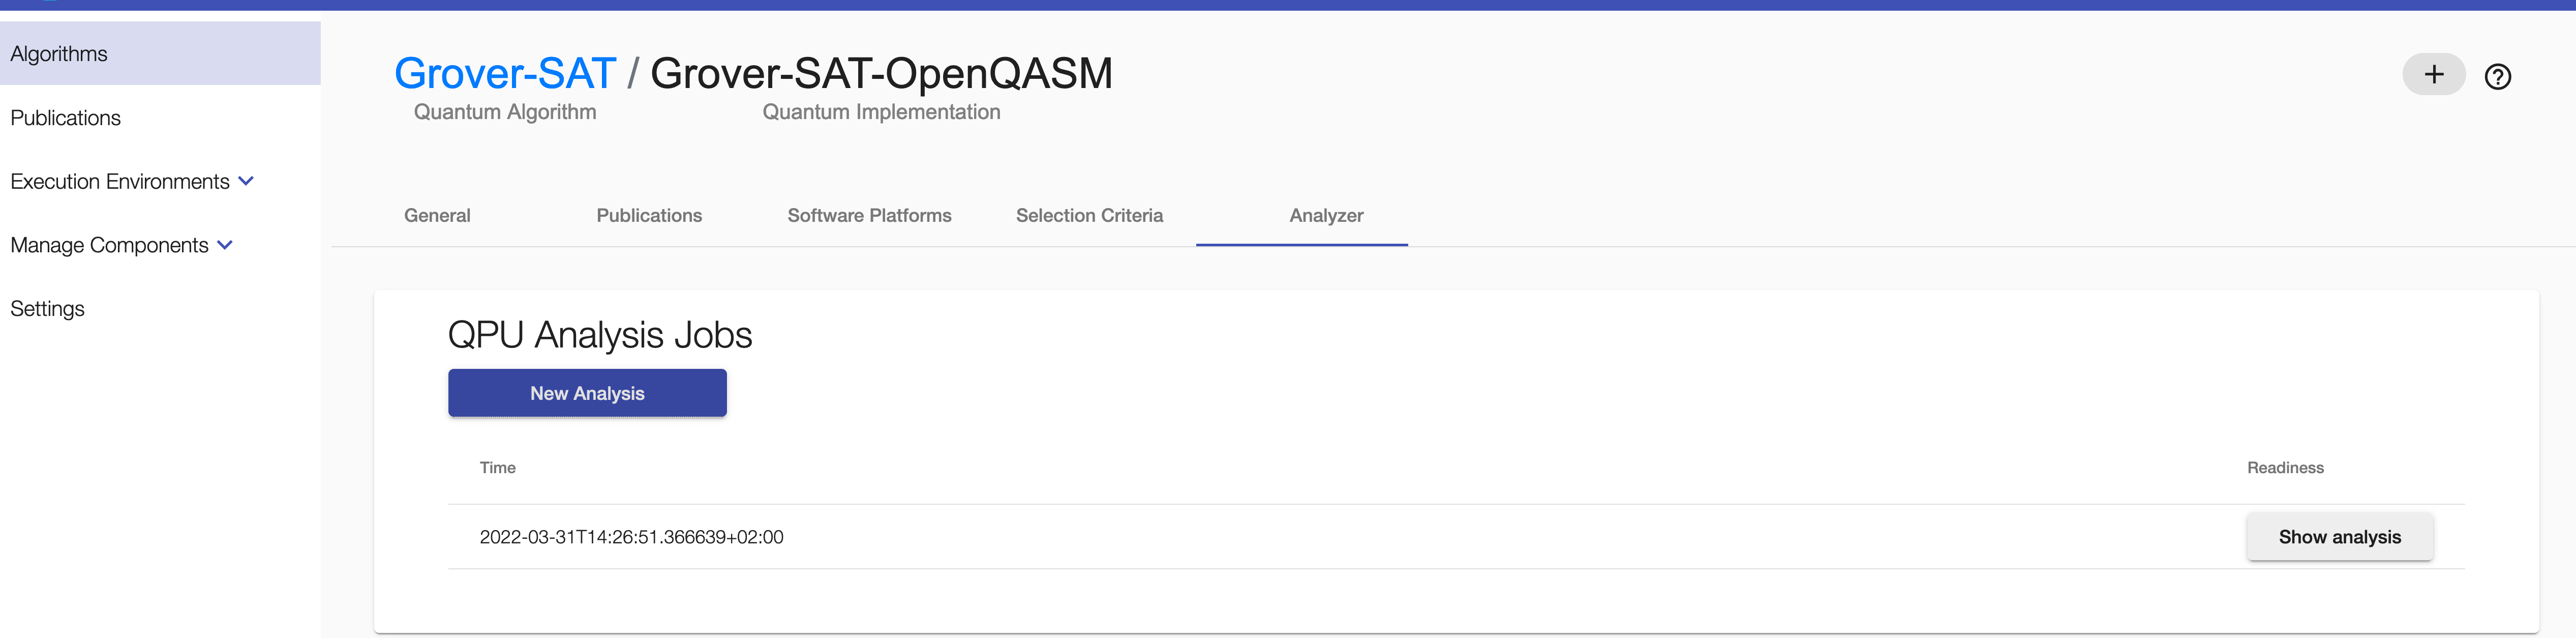 Algorithms
Publications
Execution Environments
Manage Components
Settings
Grover-SAT / Grover-SAT-OpenQASM
Quantum Algorithm Quantum Implementation
General Publications Software Platforms Selection Criteria Analyzer
QPU Analysis Jobs
New Analysis
Time Readiness
2022-03-31T14:26:51.366639+02:00 Show analysis